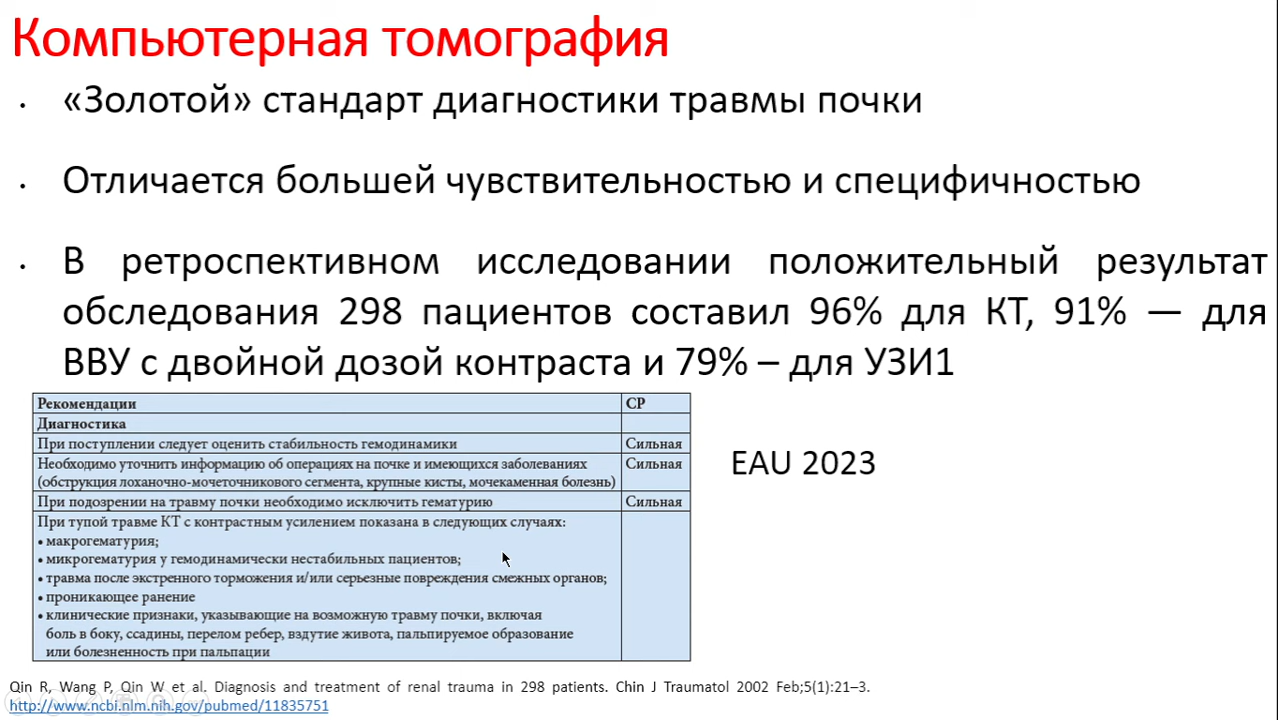 Компьютерная томография
• «Золотой» стандарт диагностики травмы почки
• Отличается большей чувствительностью и специфичностью
• В ретроспективном исследовании положительный результат
обследования 298 пациентов составил 96% для КТ, 91% — для
ВВУ с двойной дозой контраста и 79% – для УЗИ1
Рекомендации СР
Диагностика
При поступлении следует оценить стабильность гемодинамики Сильная
Необходимо уточнить информацию об операциях на почке и имеющихся заболеваниях Сильная
(обструкция лоханочно-мочеточникового сегмента, крупные кисты, мочекаменная болезнь)
При подозрении на травму почки необходимо исключить гематурию Сильная
При тупой травме КТ с контрастным усилением показана в следующих случаях:
• макрогематурия;
• микрогематурия у гемодинамически нестабильных пациентов;
• травма после экстренного торможения и/или серьезные повреждения смежных органов;
• проникающее ранение
• клинические признаки, указывающие на возможную травму почки, включая
боль в боку, ссадины, перелом ребер, вздутие живота, пальпируемое образование
или болезненность при пальпации
EAU 2023
Qin R, Wang P, Qin W et al. Diagnosis and treatment of renal trauma in 298 patients. Chin J Traumatol 2002 Feb;5(1):21–3.
http://www.ncbi.nlm.nih.gov/pubmed/11835751